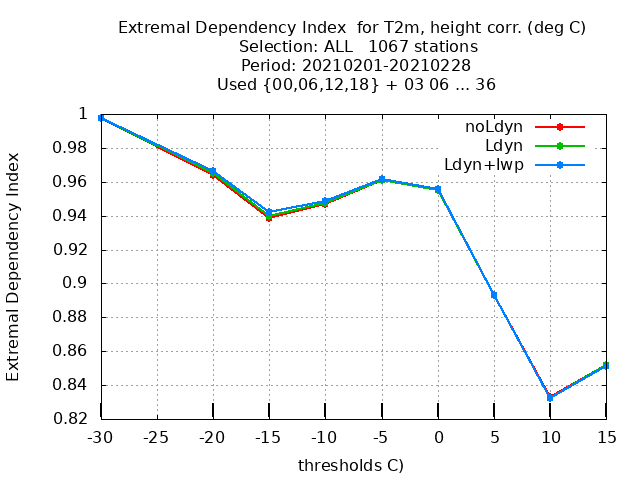 Extremal Dependency Index  for T2m, height corr. (deg C)
Selection: ALL   1067 stations
Period: 20210201-20210228
Used {00,06,12,18} + 03 06 ... 36
Extremal Dependency Index
1
0.98
0.96
0.94
0.92
0.9
0.88
0.86
0.84
0.82
noLdyn
Ldyn
Ldyn+lwp
-30 -25 -20 -15 -10 -5 0 5 10 15
thresholds C)